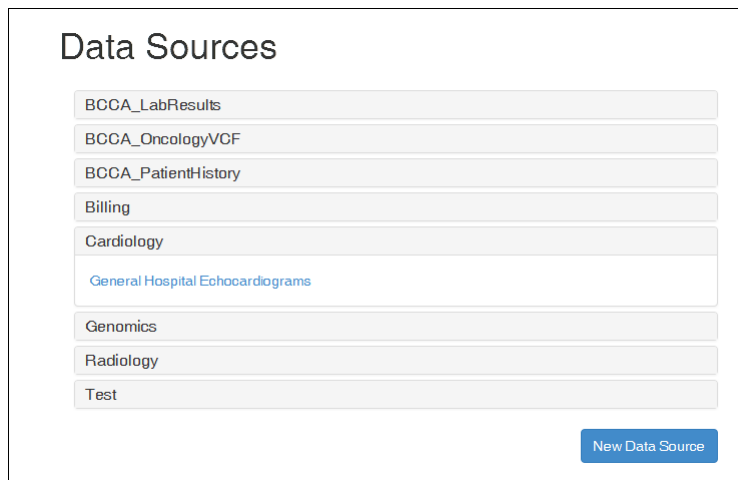 Data Sources
BCCA_LabResults
BCCA_OncologyVCF
BCCA_PatientHistory
Billing
Cardiology
General Hospital Echocardiograms
Genomics
Radiology
Test
New Data Source